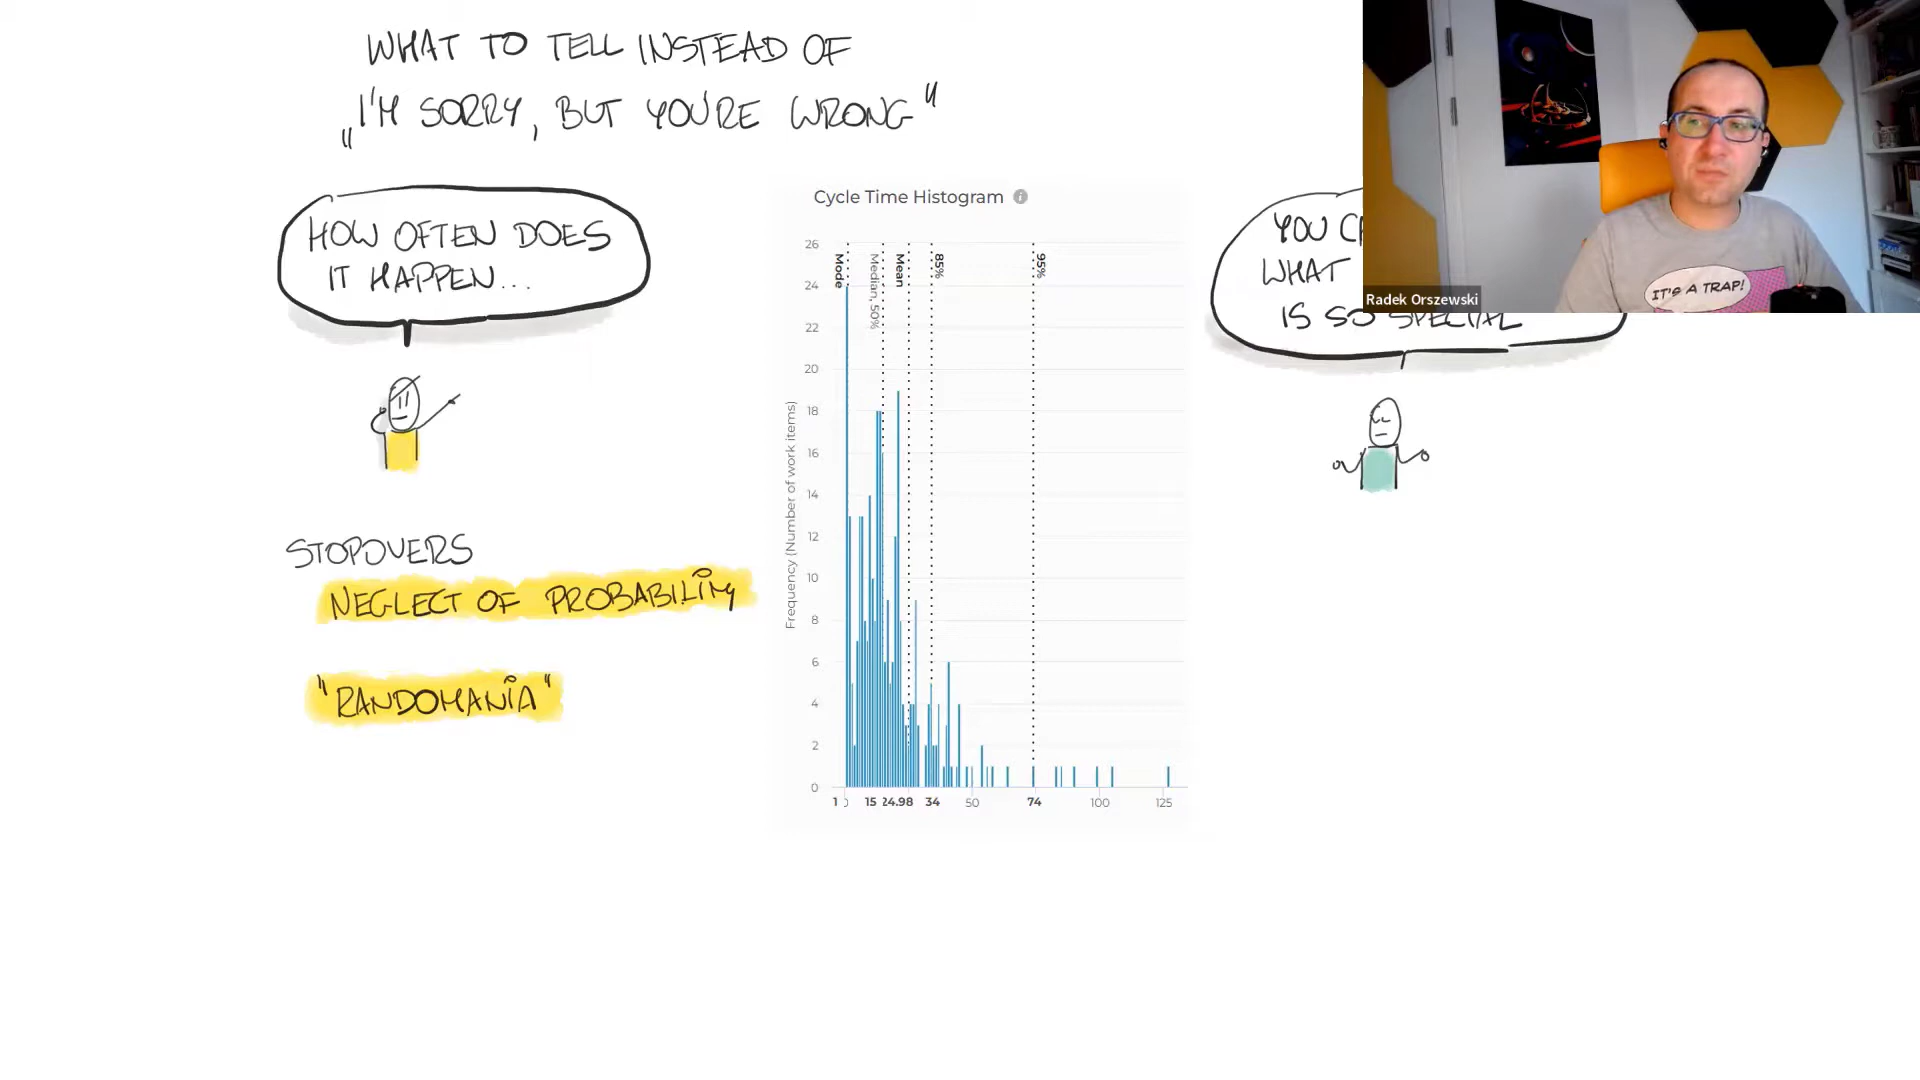 WHAT TO TELL INSTEAD OF
„I'M SORRY, BUT YOU'RE WRONG"
HOW OFTEN DOES
IT HAPPEN...
STOPOVERS
NEGLECT OF PROBABILITY
"RANDOMANIA"
Cycle Time Histogram
Frequency (Number of work items)
26
24
22
20
18
16
14
12
10
8
6
4
2
0
Mode
Median, 50%
Mean
85%
95%
1 15 24.98 34 50 74 100 125
YOU
WHAT
IS SO SPECIAL
IT'S A TRAP!
Radek Orszewski